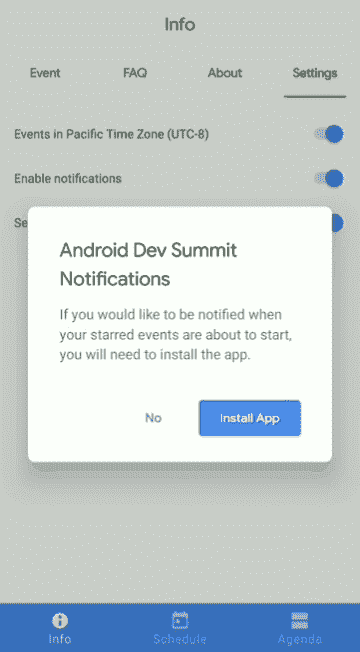 Info
Event FAQ About Settings
Events in Pacific Time Zone (UTC-8)
Enable notifications
Se
Android Dev Summit
Notifications
If you would like to be notified when
your starred events are about to start,
you will need to install the app.
No Install App
Info Schedule Agenda